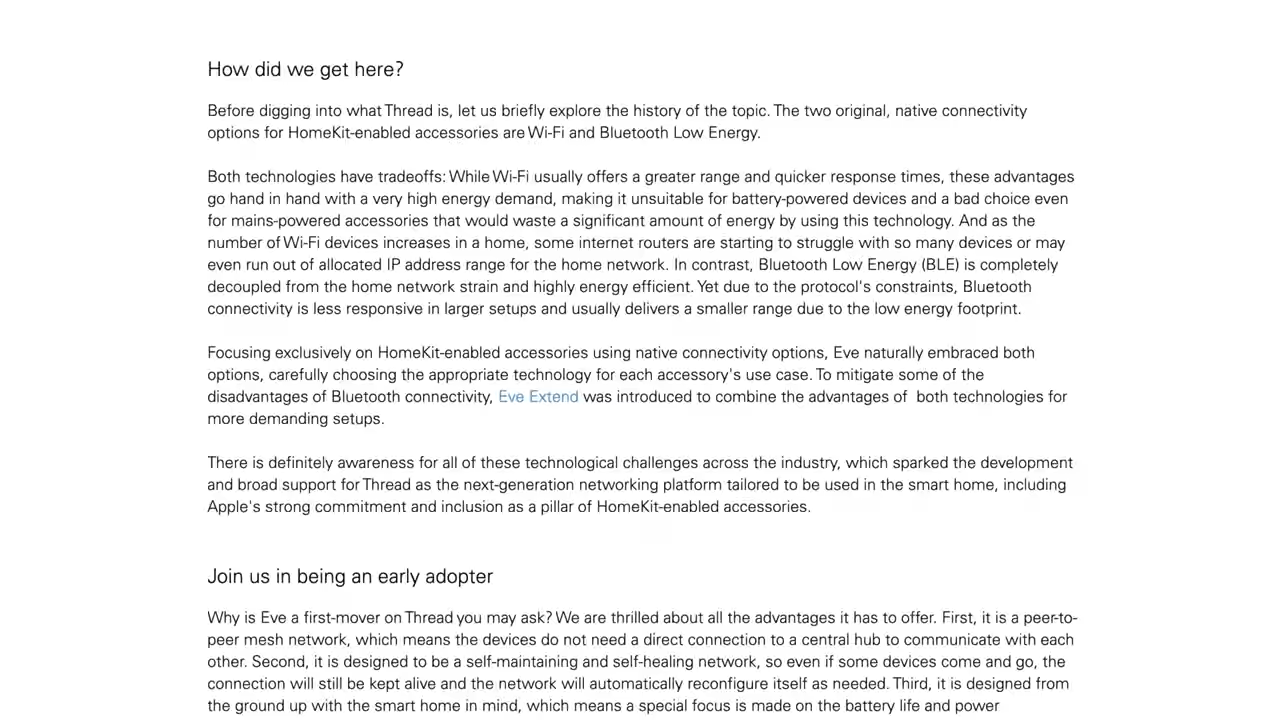 How did we get here?
Before digging into what Thread is, let us briefly explore the history of the topic. The two original, native connectivity
options for HomeKit-enabled accessories are Wi-Fi and Bluetooth Low Energy.
Both technologies have tradeoffs: While Wi-Fi usually offers a greater range and quicker response times, these advantages
go hand in hand with a very high energy demand, making it unsuitable for battery-powered devices and a bad choice even
for mains-powered accessories that would waste a significant amount of energy by using this technology. And as the
number of Wi-Fi devices increases in a home, some internet routers are starting to struggle with so many devices or may
even run out of allocated IP address range for the home network. In contrast, Bluetooth Low Energy (BLE) is completely
decoupled from the home network strain and highly energy efficient. Yet due to the protocol's constraints, Bluetooth
connectivity is less responsive in larger setups and usually delivers a smaller range due to the low energy footprint.
Focusing exclusively on HomeKit-enabled accessories using native connectivity options, Eve naturally embraced both
options, carefully choosing the appropriate technology for each accessory's use case. To mitigate some of the
disadvantages of Bluetooth connectivity, Eve Extend was introduced to combine the advantages of both technologies for
more demanding setups.
There is definitely awareness for all of these technological challenges across the industry, which sparked the development
and broad support for Thread as the next-generation networking platform tailored to be used in the smart home, including
Apple's strong commitment and inclusion as a pillar of HomeKit-enabled accessories.
Join us in being an early adopter
Why is Eve a first-mover on Thread you may ask? We are thrilled about all the advantages it has to offer. First, it is a peer-to-
peer mesh network, which means the devices do not need a direct connection to a central hub to communicate with each
other. Second, it is designed to be a self-maintaining and self-healing network, so even if some devices come and go, the
connection will still be kept alive and the network will automatically reconfigure itself as needed. Third, it is designed from
the ground up with the smart home in mind, which means a special focus is made on the battery life and power